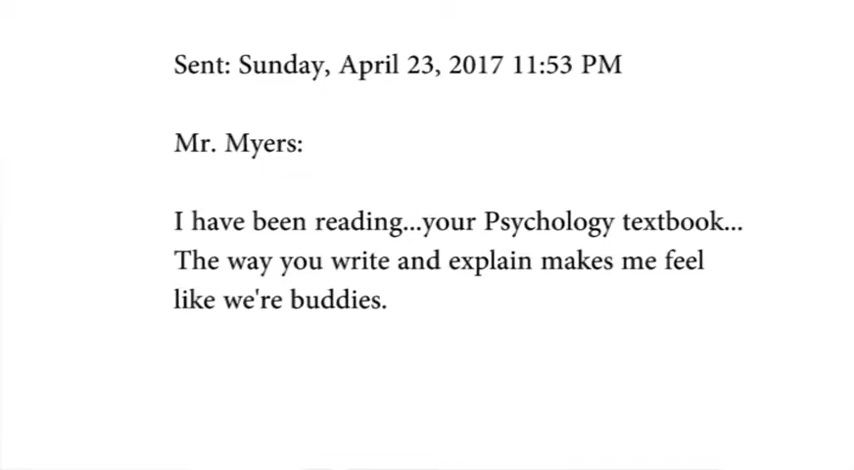 Sent: Sunday, April 23, 2017 11:53 PM
Mr. Myers:
I have been reading...your Psychology textbook...
The way you write and explain makes me feel
like we're buddies.